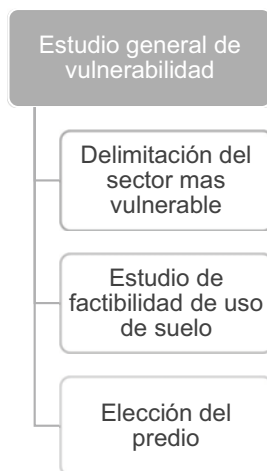 Estudio general de
vulnerabilidad
Delimitación del
sector mas
vulnerable
Estudio de
factibilidad de uso
de suelo
Elección del
predio